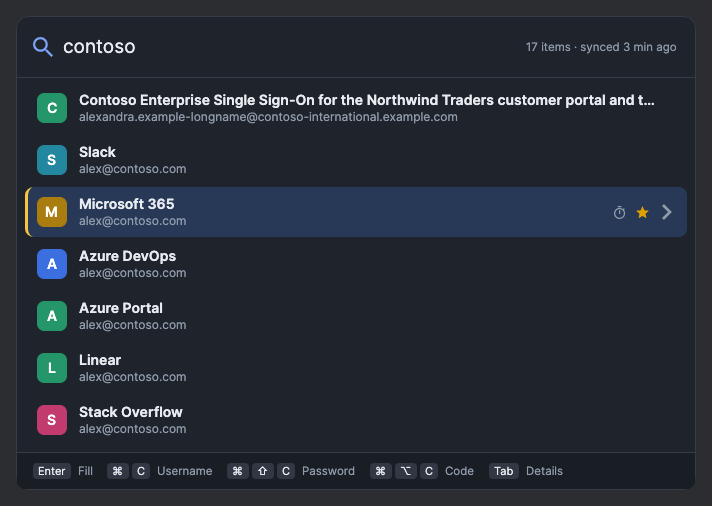 contoso
17 items · synced 3 min ago
C
Contoso Enterprise Single Sign-On for the Northwind Traders customer portal and t…
alexandra.example-longname@contoso-international.example.com
S
Slack
alex@contoso.com
M
Microsoft 365
alex@contoso.com
A
Azure DevOps
alex@contoso.com
A
Azure Portal
alex@contoso.com
L
Linear
alex@contoso.com
S
Stack Overflow
alex@contoso.com
Enter Fill ⌘ C Username ⌘ ⇧ C Password ⌘ ⌥ C Code Tab Details